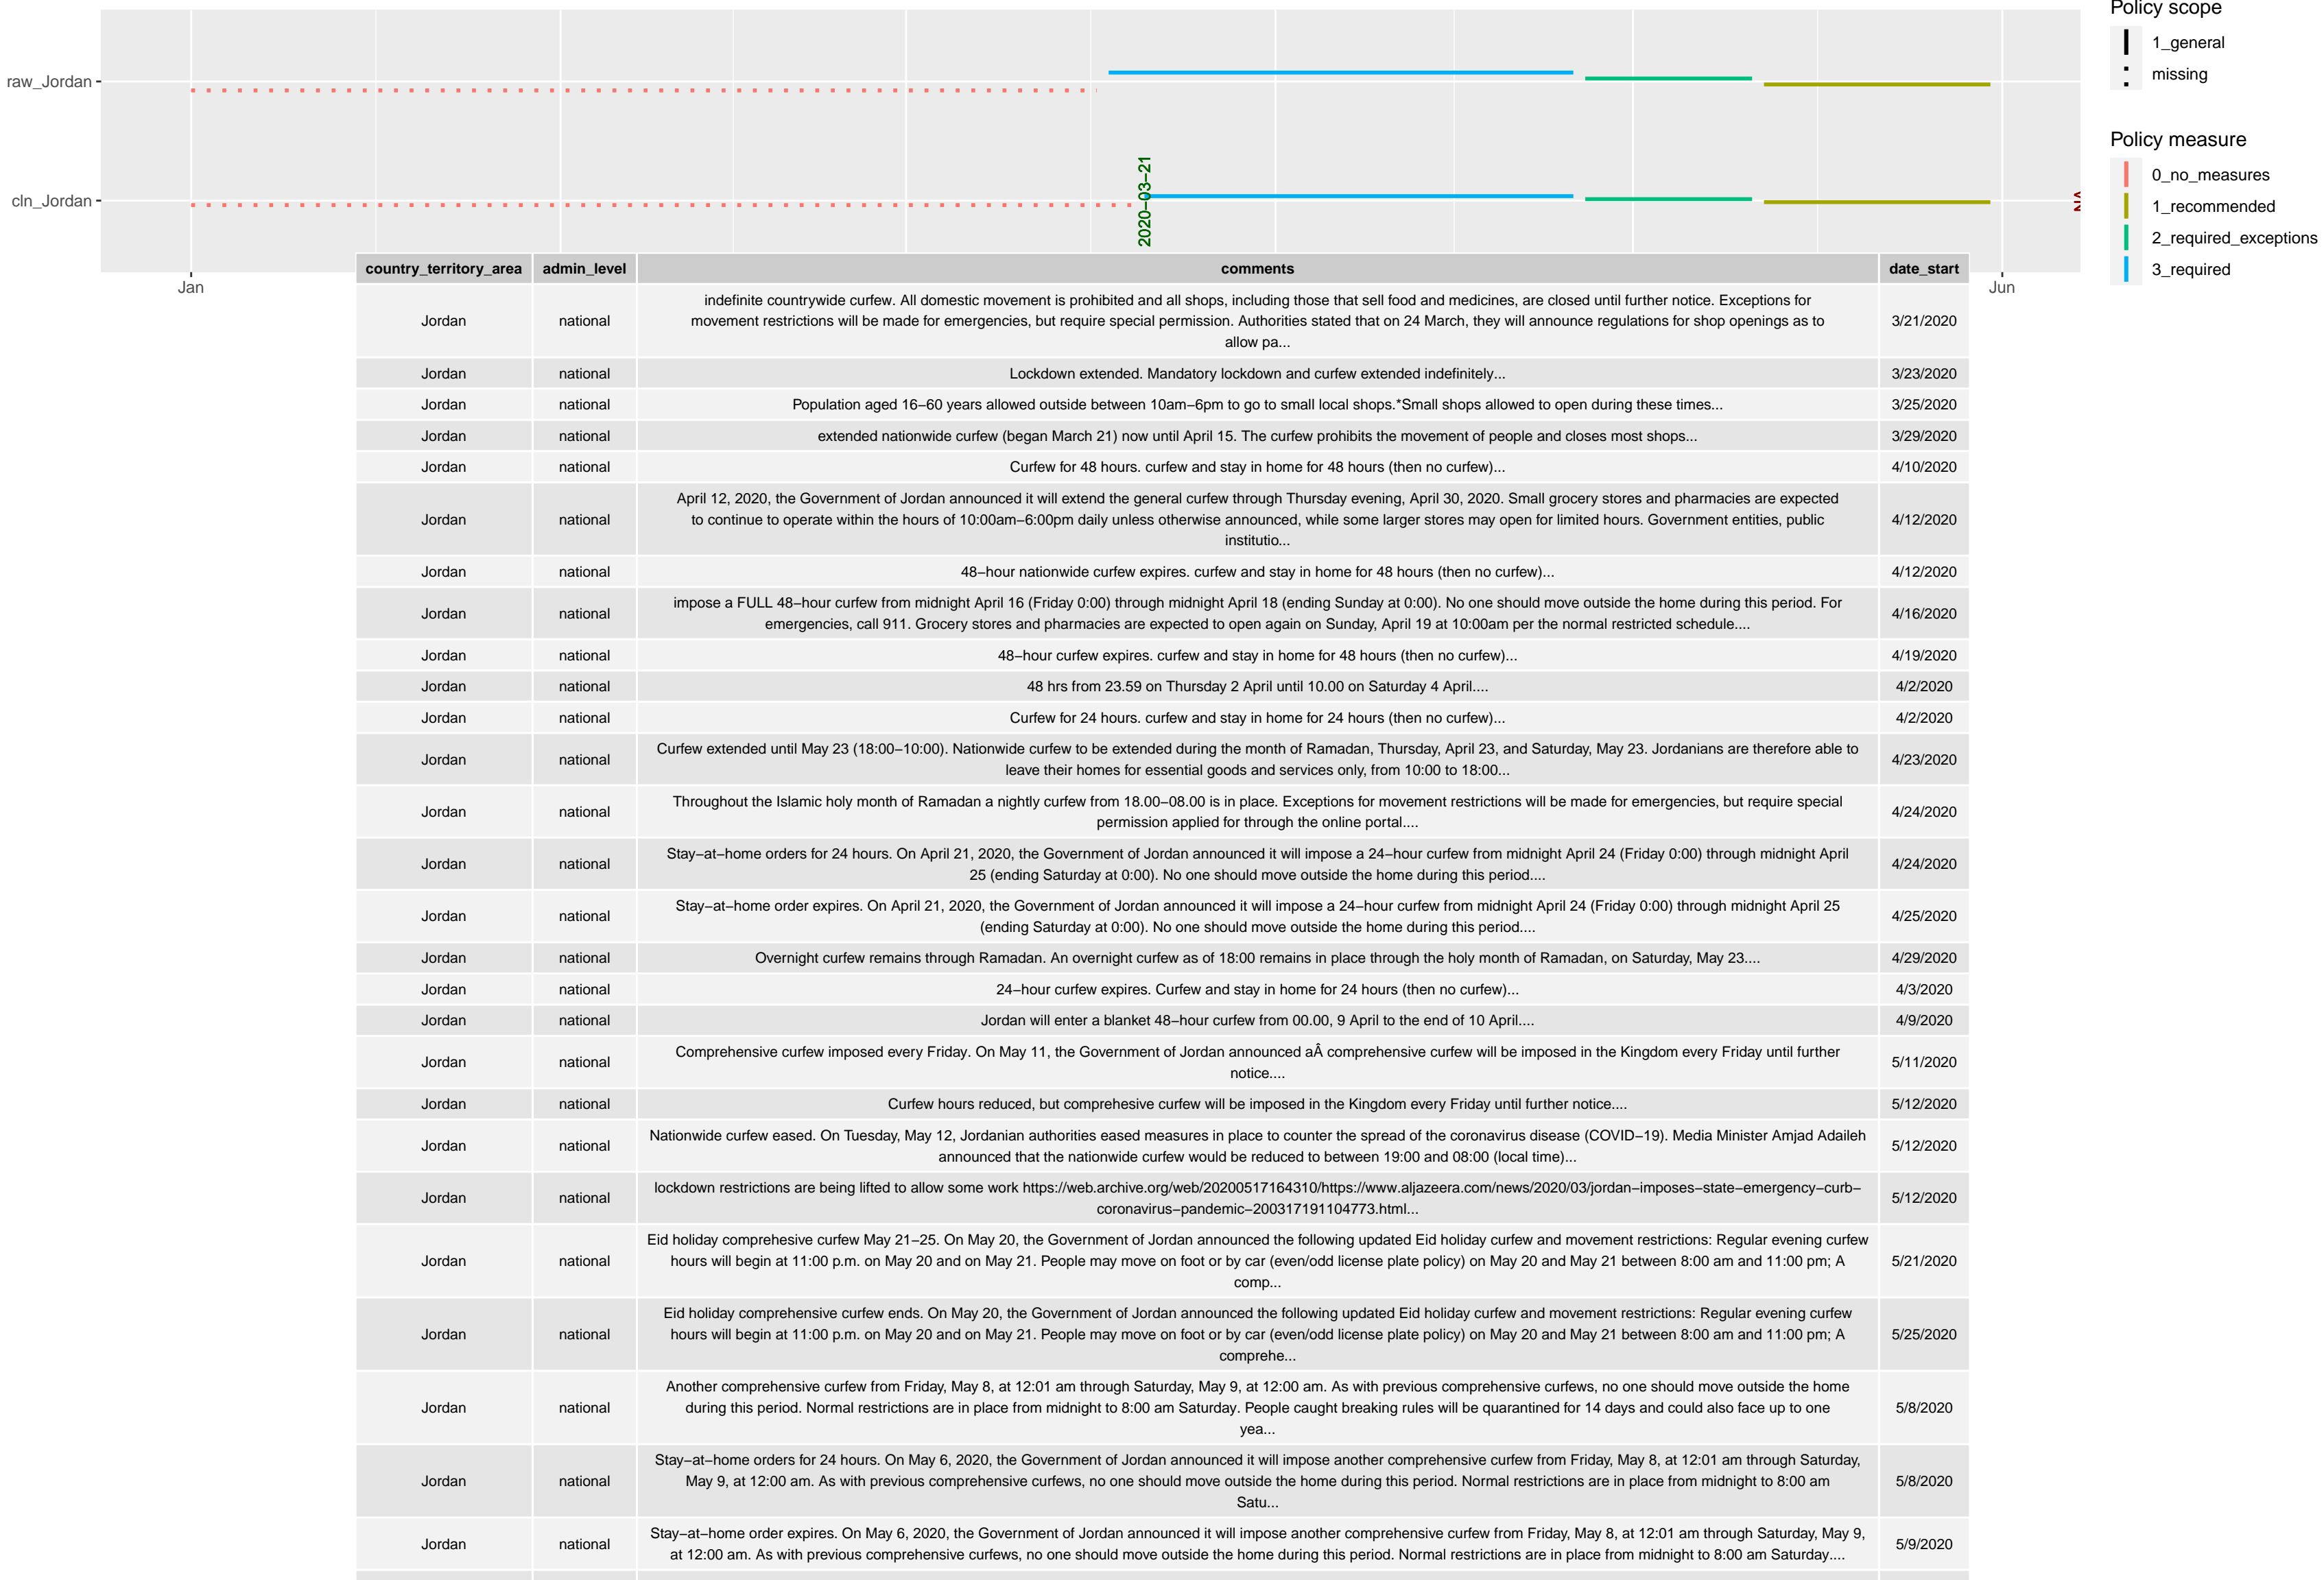 Policy scope
1_general
missing
raw_Jordan
Policy measure
0_no_measures
1_recommended
2_required_exceptions
3_required
cln_Jordan
2020−03−21
Jan
Jun
country_territory_area admin_level comments date_start
indefinite countrywide curfew. All domestic movement is prohibited and all shops, including those that sell food and medicines, are closed until further notice. Exceptions for
Jordan national movement restrictions will be made for emergencies, but require special permission. Authorities stated that on 24 March, they will announce regulations for shop openings as to 3/21/2020
allow pa...
Jordan national Lockdown extended. Mandatory lockdown and curfew extended indefinitely... 3/23/2020
Jordan national Population aged 16−60 years allowed outside between 10am−6pm to go to small local shops.*Small shops allowed to open during these times... 3/25/2020
Jordan national extended nationwide curfew (began March 21) now until April 15. The curfew prohibits the movement of people and closes most shops... 3/29/2020
Jordan national Curfew for 48 hours. curfew and stay in home for 48 hours (then no curfew)... 4/10/2020
April 12, 2020, the Government of Jordan announced it will extend the general curfew through Thursday evening, April 30, 2020. Small grocery stores and pharmacies are expected
Jordan national to continue to operate within the hours of 10:00am−6:00pm daily unless otherwise announced, while some larger stores may open for limited hours. Government entities, public 4/12/2020
institutio...
Jordan national 48−hour nationwide curfew expires. curfew and stay in home for 48 hours (then no curfew)... 4/12/2020
Jordan national impose a FULL 48−hour curfew from midnight April 16 (Friday 0:00) through midnight April 18 (ending Sunday at 0:00). No one should move outside the home during this period. For 4/16/2020
emergencies, call 911. Grocery stores and pharmacies are expected to open again on Sunday, April 19 at 10:00am per the normal restricted schedule....
Jordan national 48−hour curfew expires. curfew and stay in home for 48 hours (then no curfew)... 4/19/2020
Jordan national 48 hrs from 23.59 on Thursday 2 April until 10.00 on Saturday 4 April.... 4/2/2020
Jordan national Curfew for 24 hours. curfew and stay in home for 24 hours (then no curfew)... 4/2/2020
Jordan national Curfew extended until May 23 (18:00−10:00). Nationwide curfew to be extended during the month of Ramadan, Thursday, April 23, and Saturday, May 23. Jordanians are therefore able to 4/23/2020
leave their homes for essential goods and services only, from 10:00 to 18:00...
Jordan national Throughout the Islamic holy month of Ramadan a nightly curfew from 18.00−08.00 is in place. Exceptions for movement restrictions will be made for emergencies, but require special 4/24/2020
permission applied for through the online portal....
Jordan national Stay−at−home orders for 24 hours. On April 21, 2020, the Government of Jordan announced it will impose a 24−hour curfew from midnight April 24 (Friday 0:00) through midnight April 4/24/2020
25 (ending Saturday at 0:00). No one should move outside the home during this period....
Jordan national Stay−at−home order expires. On April 21, 2020, the Government of Jordan announced it will impose a 24−hour curfew from midnight April 24 (Friday 0:00) through midnight April 25 4/25/2020
(ending Saturday at 0:00). No one should move outside the home during this period....
Jordan national Overnight curfew remains through Ramadan. An overnight curfew as of 18:00 remains in place through the holy month of Ramadan, on Saturday, May 23.... 4/29/2020
Jordan national 24−hour curfew expires. Curfew and stay in home for 24 hours (then no curfew)... 4/3/2020
Jordan national Jordan will enter a blanket 48−hour curfew from 00.00, 9 April to the end of 10 April.... 4/9/2020
Jordan national Comprehensive curfew imposed every Friday. On May 11, the Government of Jordan announced aÂ comprehensive curfew will be imposed in the Kingdom every Friday until further 5/11/2020
notice....
Jordan national Curfew hours reduced, but comprehesive curfew will be imposed in the Kingdom every Friday until further notice.... 5/12/2020
Jordan national Nationwide curfew eased. On Tuesday, May 12, Jordanian authorities eased measures in place to counter the spread of the coronavirus disease (COVID−19). Media Minister Amjad Adaileh 5/12/2020
announced that the nationwide curfew would be reduced to between 19:00 and 08:00 (local time)...
Jordan national lockdown restrictions are being lifted to allow some work https://web.archive.org/web/20200517164310/https://www.aljazeera.com/news/2020/03/jordan−imposes−state−emergency−curb− 5/12/2020
coronavirus−pandemic−200317191104773.html...
Eid holiday comprehesive curfew May 21−25. On May 20, the Government of Jordan announced the following updated Eid holiday curfew and movement restrictions: Regular evening curfew
Jordan national hours will begin at 11:00 p.m. on May 20 and on May 21. People may move on foot or by car (even/odd license plate policy) on May 20 and May 21 between 8:00 am and 11:00 pm; A 5/21/2020
comp...
Eid holiday comprehensive curfew ends. On May 20, the Government of Jordan announced the following updated Eid holiday curfew and movement restrictions: Regular evening curfew
Jordan national hours will begin at 11:00 p.m. on May 20 and on May 21. People may move on foot or by car (even/odd license plate policy) on May 20 and May 21 between 8:00 am and 11:00 pm; A 5/25/2020
comprehe...
Another comprehensive curfew from Friday, May 8, at 12:01 am through Saturday, May 9, at 12:00 am. As with previous comprehensive curfews, no one should move outside the home
Jordan national during this period. Normal restrictions are in place from midnight to 8:00 am Saturday. People caught breaking rules will be quarantined for 14 days and could also face up to one 5/8/2020
yea...
Stay−at−home orders for 24 hours. On May 6, 2020, the Government of Jordan announced it will impose another comprehensive curfew from Friday, May 8, at 12:01 am through Saturday,
Jordan national May 9, at 12:00 am. As with previous comprehensive curfews, no one should move outside the home during this period. Normal restrictions are in place from midnight to 8:00 am 5/8/2020
Satu...
Jordan national Stay−at−home order expires. On May 6, 2020, the Government of Jordan announced it will impose another comprehensive curfew from Friday, May 8, at 12:01 am through Saturday, May 9, 5/9/2020
at 12:00 am. As with previous comprehensive curfews, no one should move outside the home during this period. Normal restrictions are in place from midnight to 8:00 am Saturday....